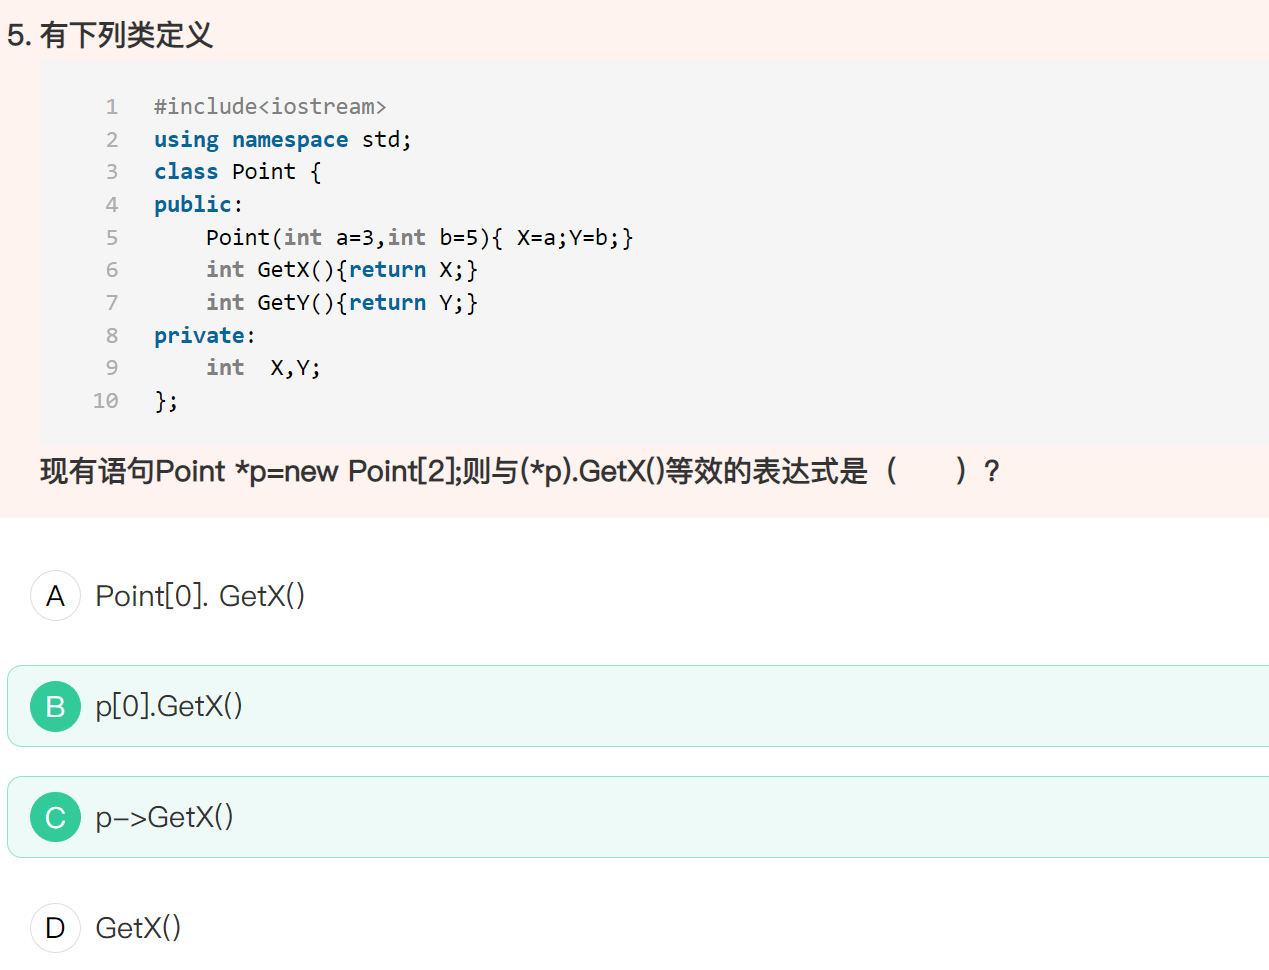 5. 有下列类定义
1 #include<iostream>
2 using namespace std;
3 class Point {
4 public:
5 Point(int a=3,int b=5){ X=a;Y=b;}
6 int GetX(){return X;}
7 int GetY(){return Y;}
8 private:
9 int  X,Y;
10 };
现有语句Point *p=new Point[2];则与(*p).GetX()等效的表达式是（　　）?
A Point[0]. GetX()
B p[0].GetX()
C p->GetX()
D GetX()